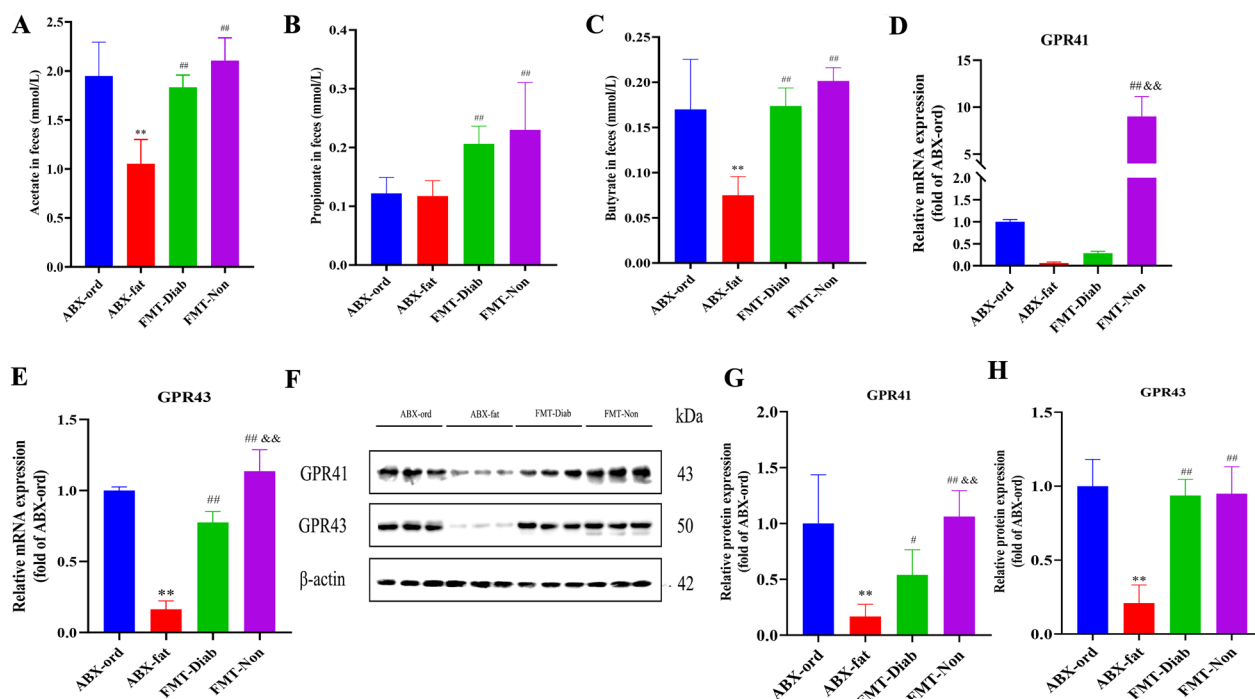 A
Acetate in feces (mmol/L)
2.5
2.0
1.5
1.0
0.5
0.0
**
##
##
ABX-ord
ABX-fat
FMT-Diab
FMT-Non
B
Propionate in feces (mmol/L)
0.4
0.3
0.2
0.1
0.0
##
##
ABX-ord
ABX-fat
FMT-Diab
FMT-Non
C
Butyrate in feces (mmol/L)
0.25
0.20
0.15
0.10
0.05
0.00
**
##
##
ABX-ord
ABX-fat
FMT-Diab
FMT-Non
D
GPR41
Relative mRNA expression
(fold of ABX-ord)
15
10
5
2.0
1.5
1.0
0.5
0.0
## &&
ABX-ord
ABX-fat
FMT-Diab
FMT-Non
E
GPR43
Relative mRNA expression
(fold of ABX-ord)
1.5
1.0
0.5
0.0
**
##
## &&
ABX-ord
ABX-fat
FMT-Diab
FMT-Non
F
ABX-ord ABX-fat FMT-Diab FMT-Non kDa
GPR41 43
GPR43 50
β-actin 42
G
GPR41
Relative protein expression
(fold of ABX-ord)
2.0
1.5
1.0
0.5
0.0
**
#
## &&
ABX-ord
ABX-fat
FMT-Diab
FMT-Non
H
GPR43
Relative protein expression
(fold of ABX-ord)
1.5
1.0
0.5
0.0
**
##
##
ABX-ord
ABX-fat
FMT-Diab
FMT-Non